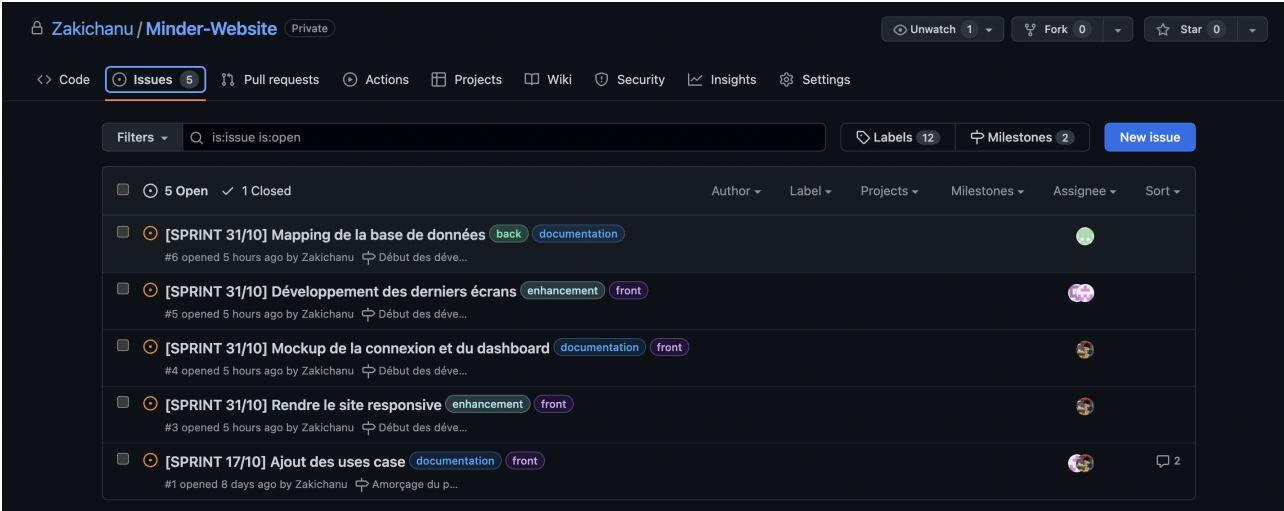 Zakichanu / Minder-Website Private Unwatch 1 Fork 0 Star 0
Code Issues 5 Pull requests Actions Projects Wiki Security Insights Settings
Filters is:issue is:open Labels 12 Milestones 2 New issue
5 Open 1 Closed Author Label Projects Milestones Assignee Sort
[SPRINT 31/10] Mapping de la base de données back documentation
#6 opened 5 hours ago by Zakichanu Début des déve...
[SPRINT 31/10] Développement des derniers écrans enhancement front
#5 opened 5 hours ago by Zakichanu Début des déve...
[SPRINT 31/10] Mockup de la connexion et du dashboard documentation front
#4 opened 5 hours ago by Zakichanu Début des déve...
[SPRINT 31/10] Rendre le site responsive enhancement front
#3 opened 5 hours ago by Zakichanu Début des déve...
[SPRINT 17/10] Ajout des uses case documentation front 2
#1 opened 8 days ago by Zakichanu Amorçage du p...